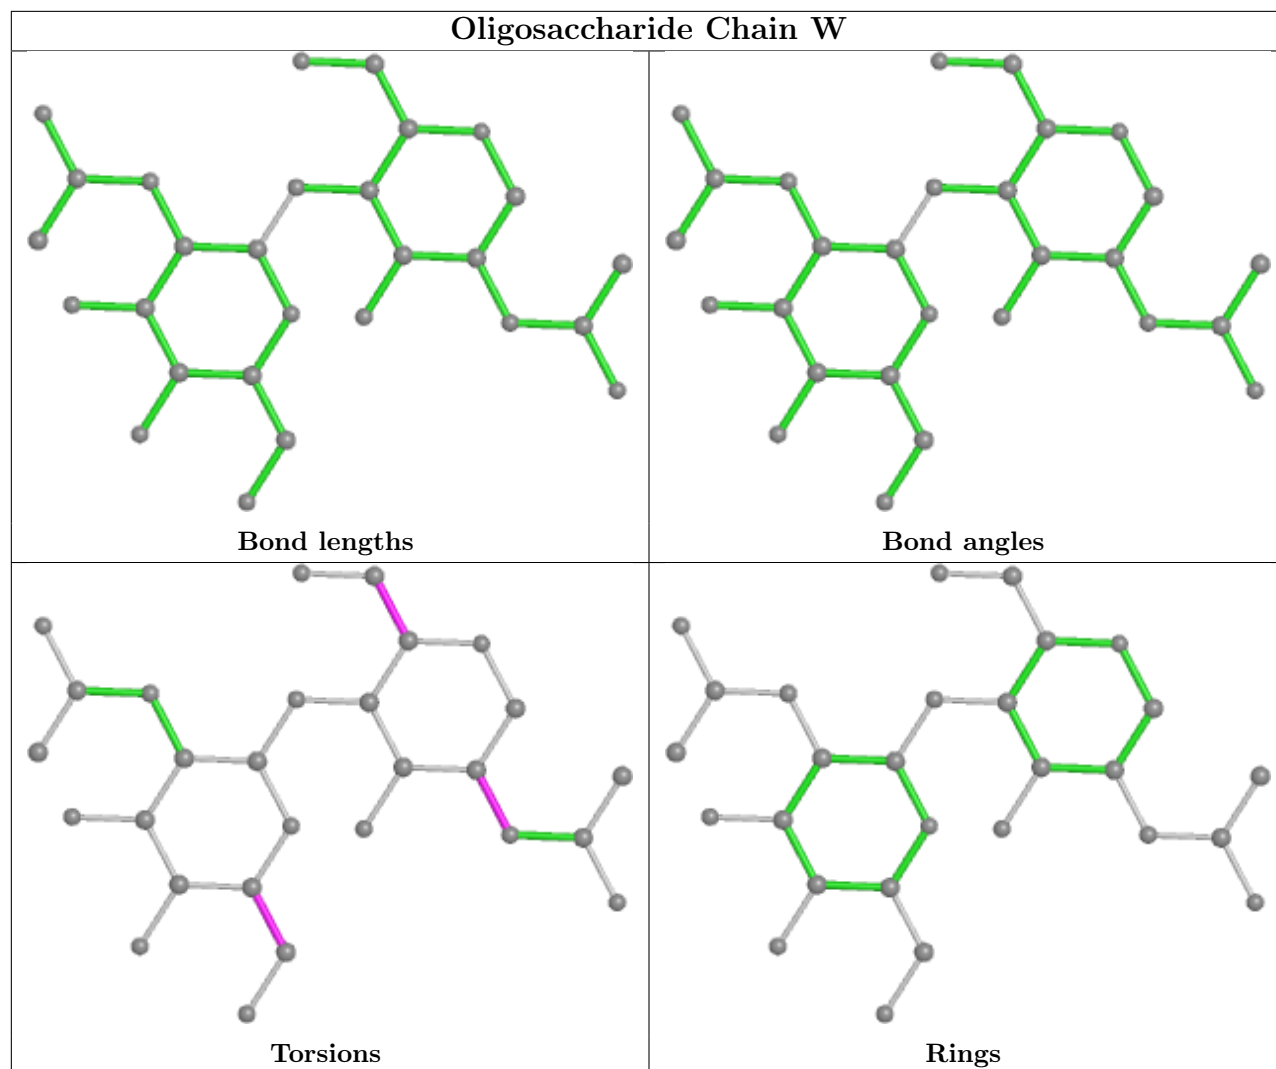 Oligosaccharide Chain W
Bond lengths
Bond angles
Torsions
Rings